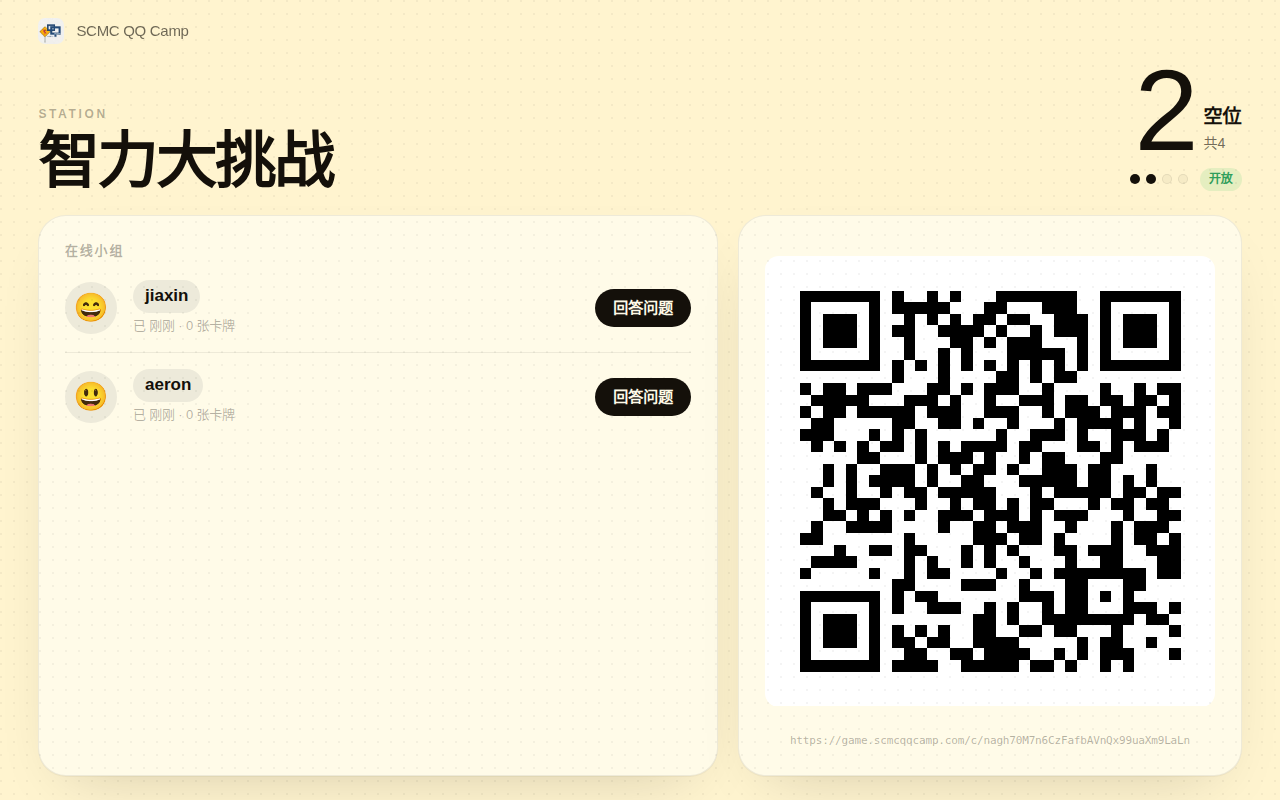 SCMC QQ Camp
STATION
智力大挑战
2
空位
共4
开放
在线小组
jiaxin
已 刚刚 · 0 张卡牌
回答问题
aeron
已 刚刚 · 0 张卡牌
回答问题
https://game.scmcqqcamp.com/c/nagh70M7n6CzFafbAVnQx99uaXm9LaLn